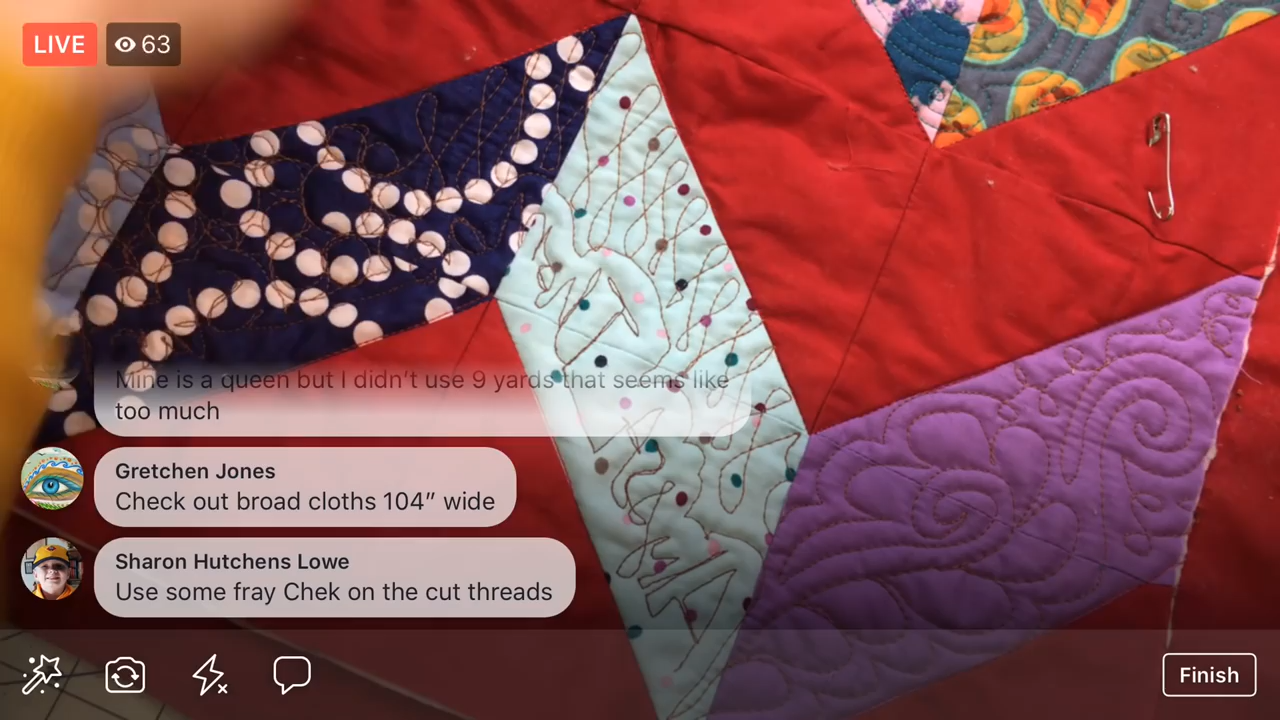 LIVE 63
Mine is a queen but I didn't use 9 yards that seems like
too much
Gretchen Jones
Check out broad cloths 104” wide
Sharon Hutchens Lowe
Use some fray Chek on the cut threads
Finish